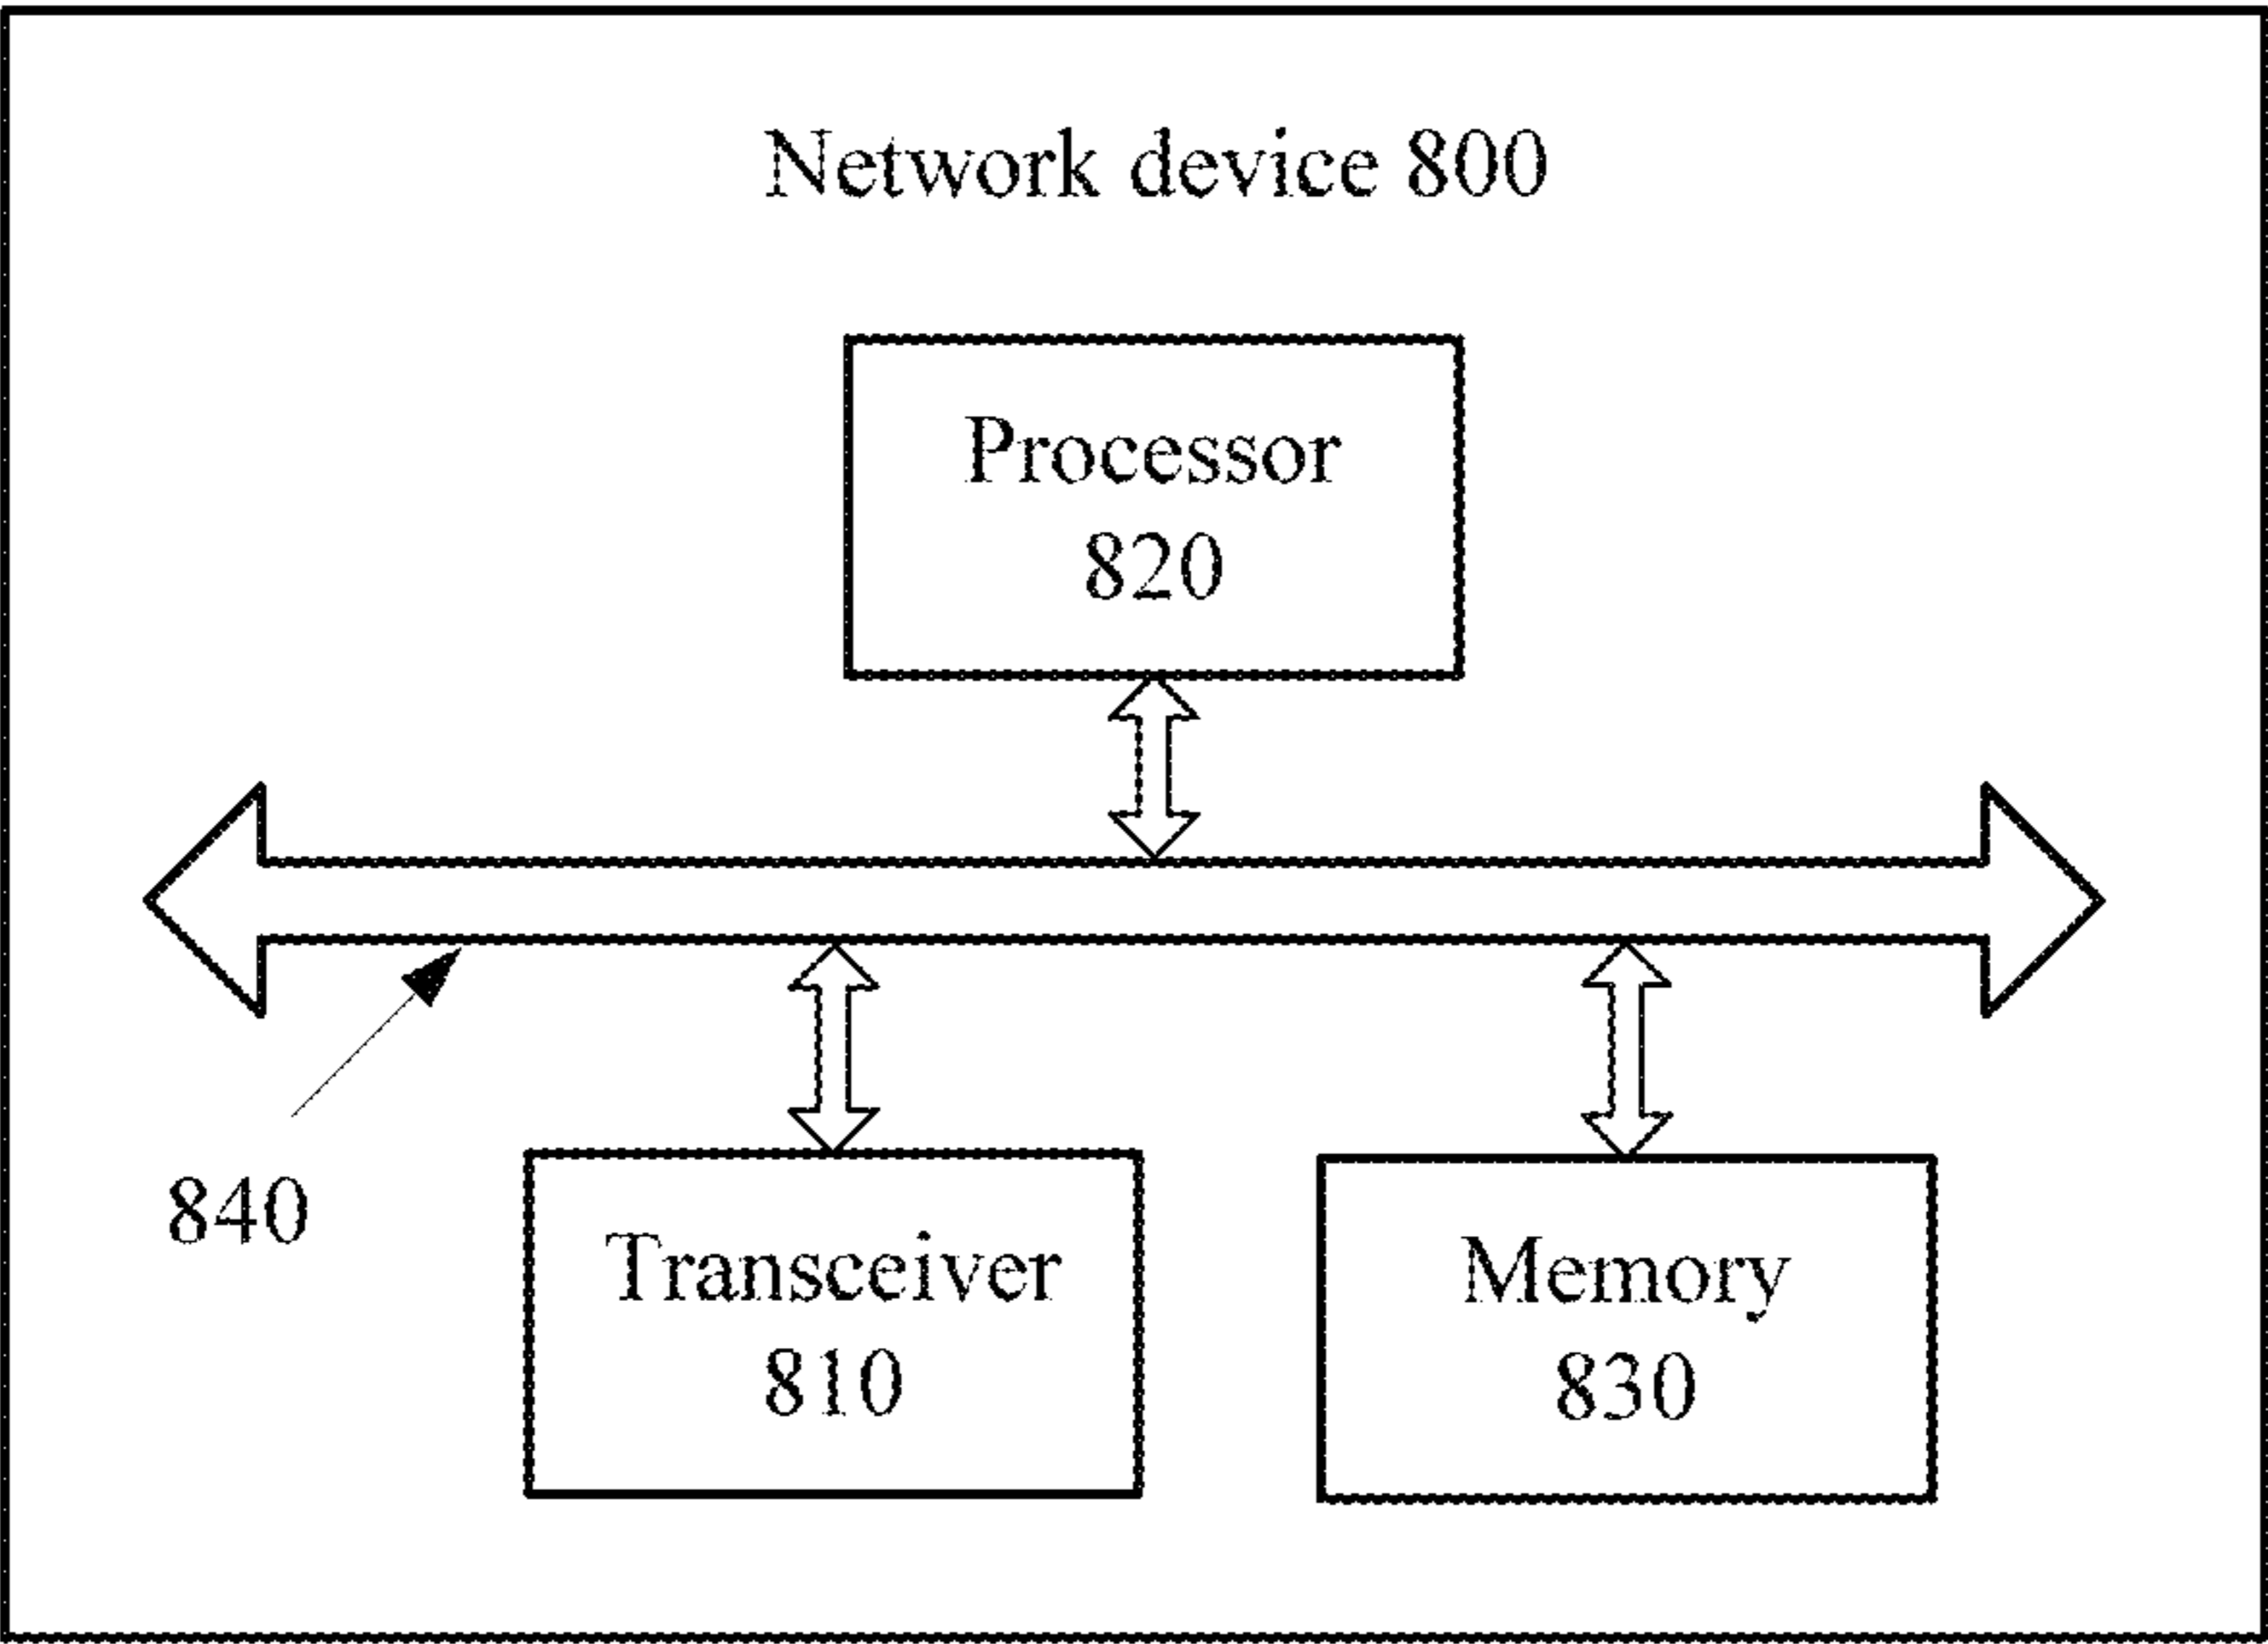 Network device 800
Processor
820
840
Transceiver
810
Memory
830